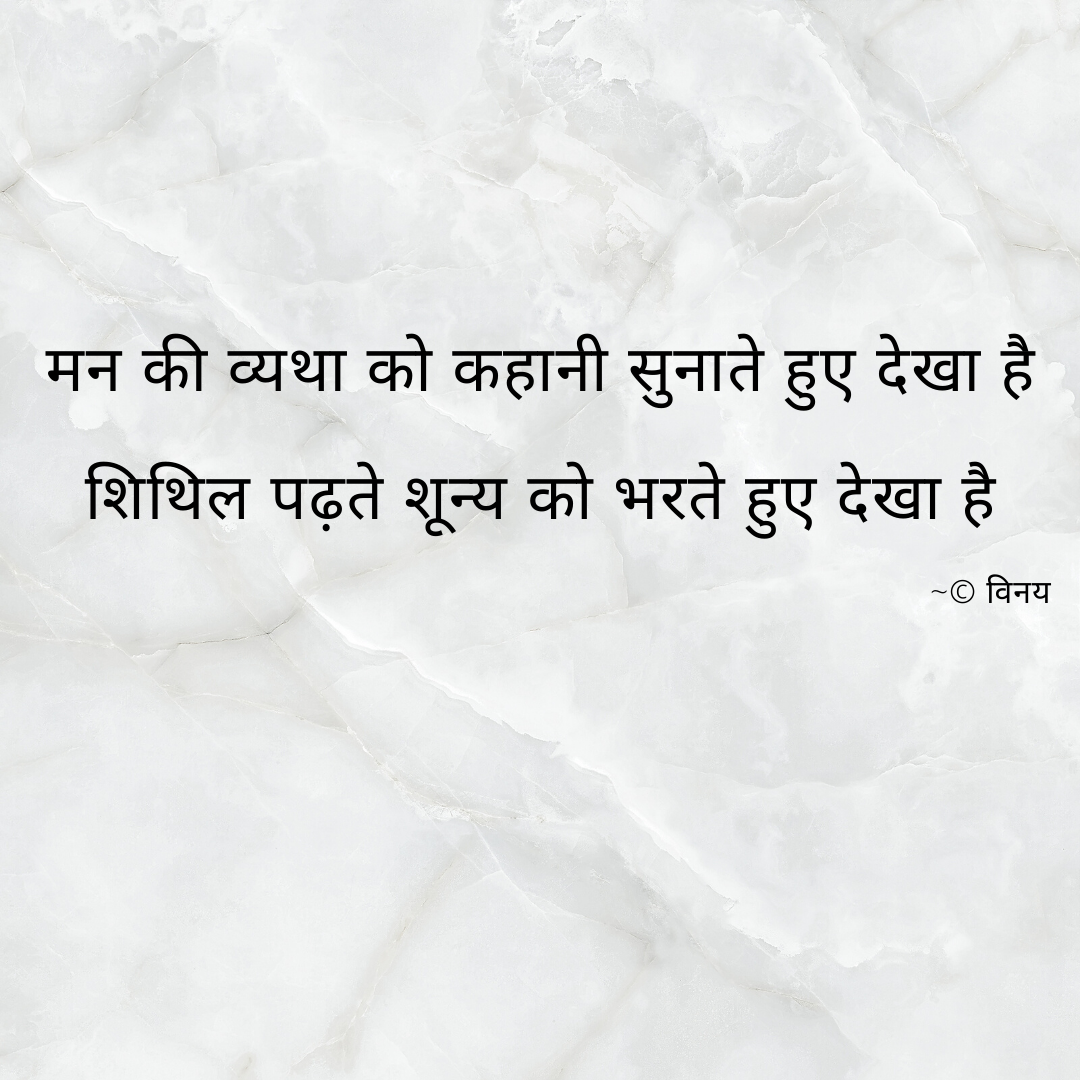 मन की व्यथा को कहानी सुनाते हुए देखा है
शिथिल पढ़ते शून्य को भरते हुए देखा है
~© विनय